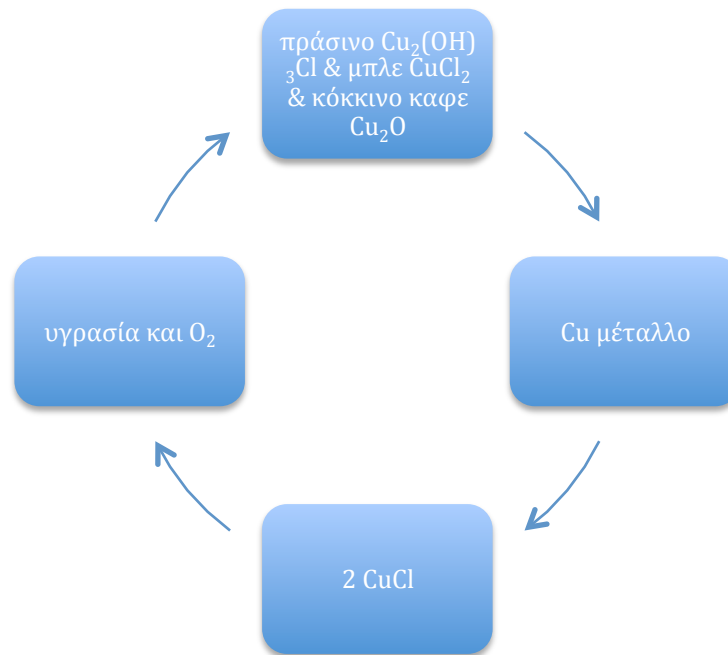 πράσινο Cu₂(OH)
₃Cl & μπλε CuCl₂
& κόκκινο καφε
Cu₂O
υγρασία και O₂
Cu μέταλλο
2 CuCl